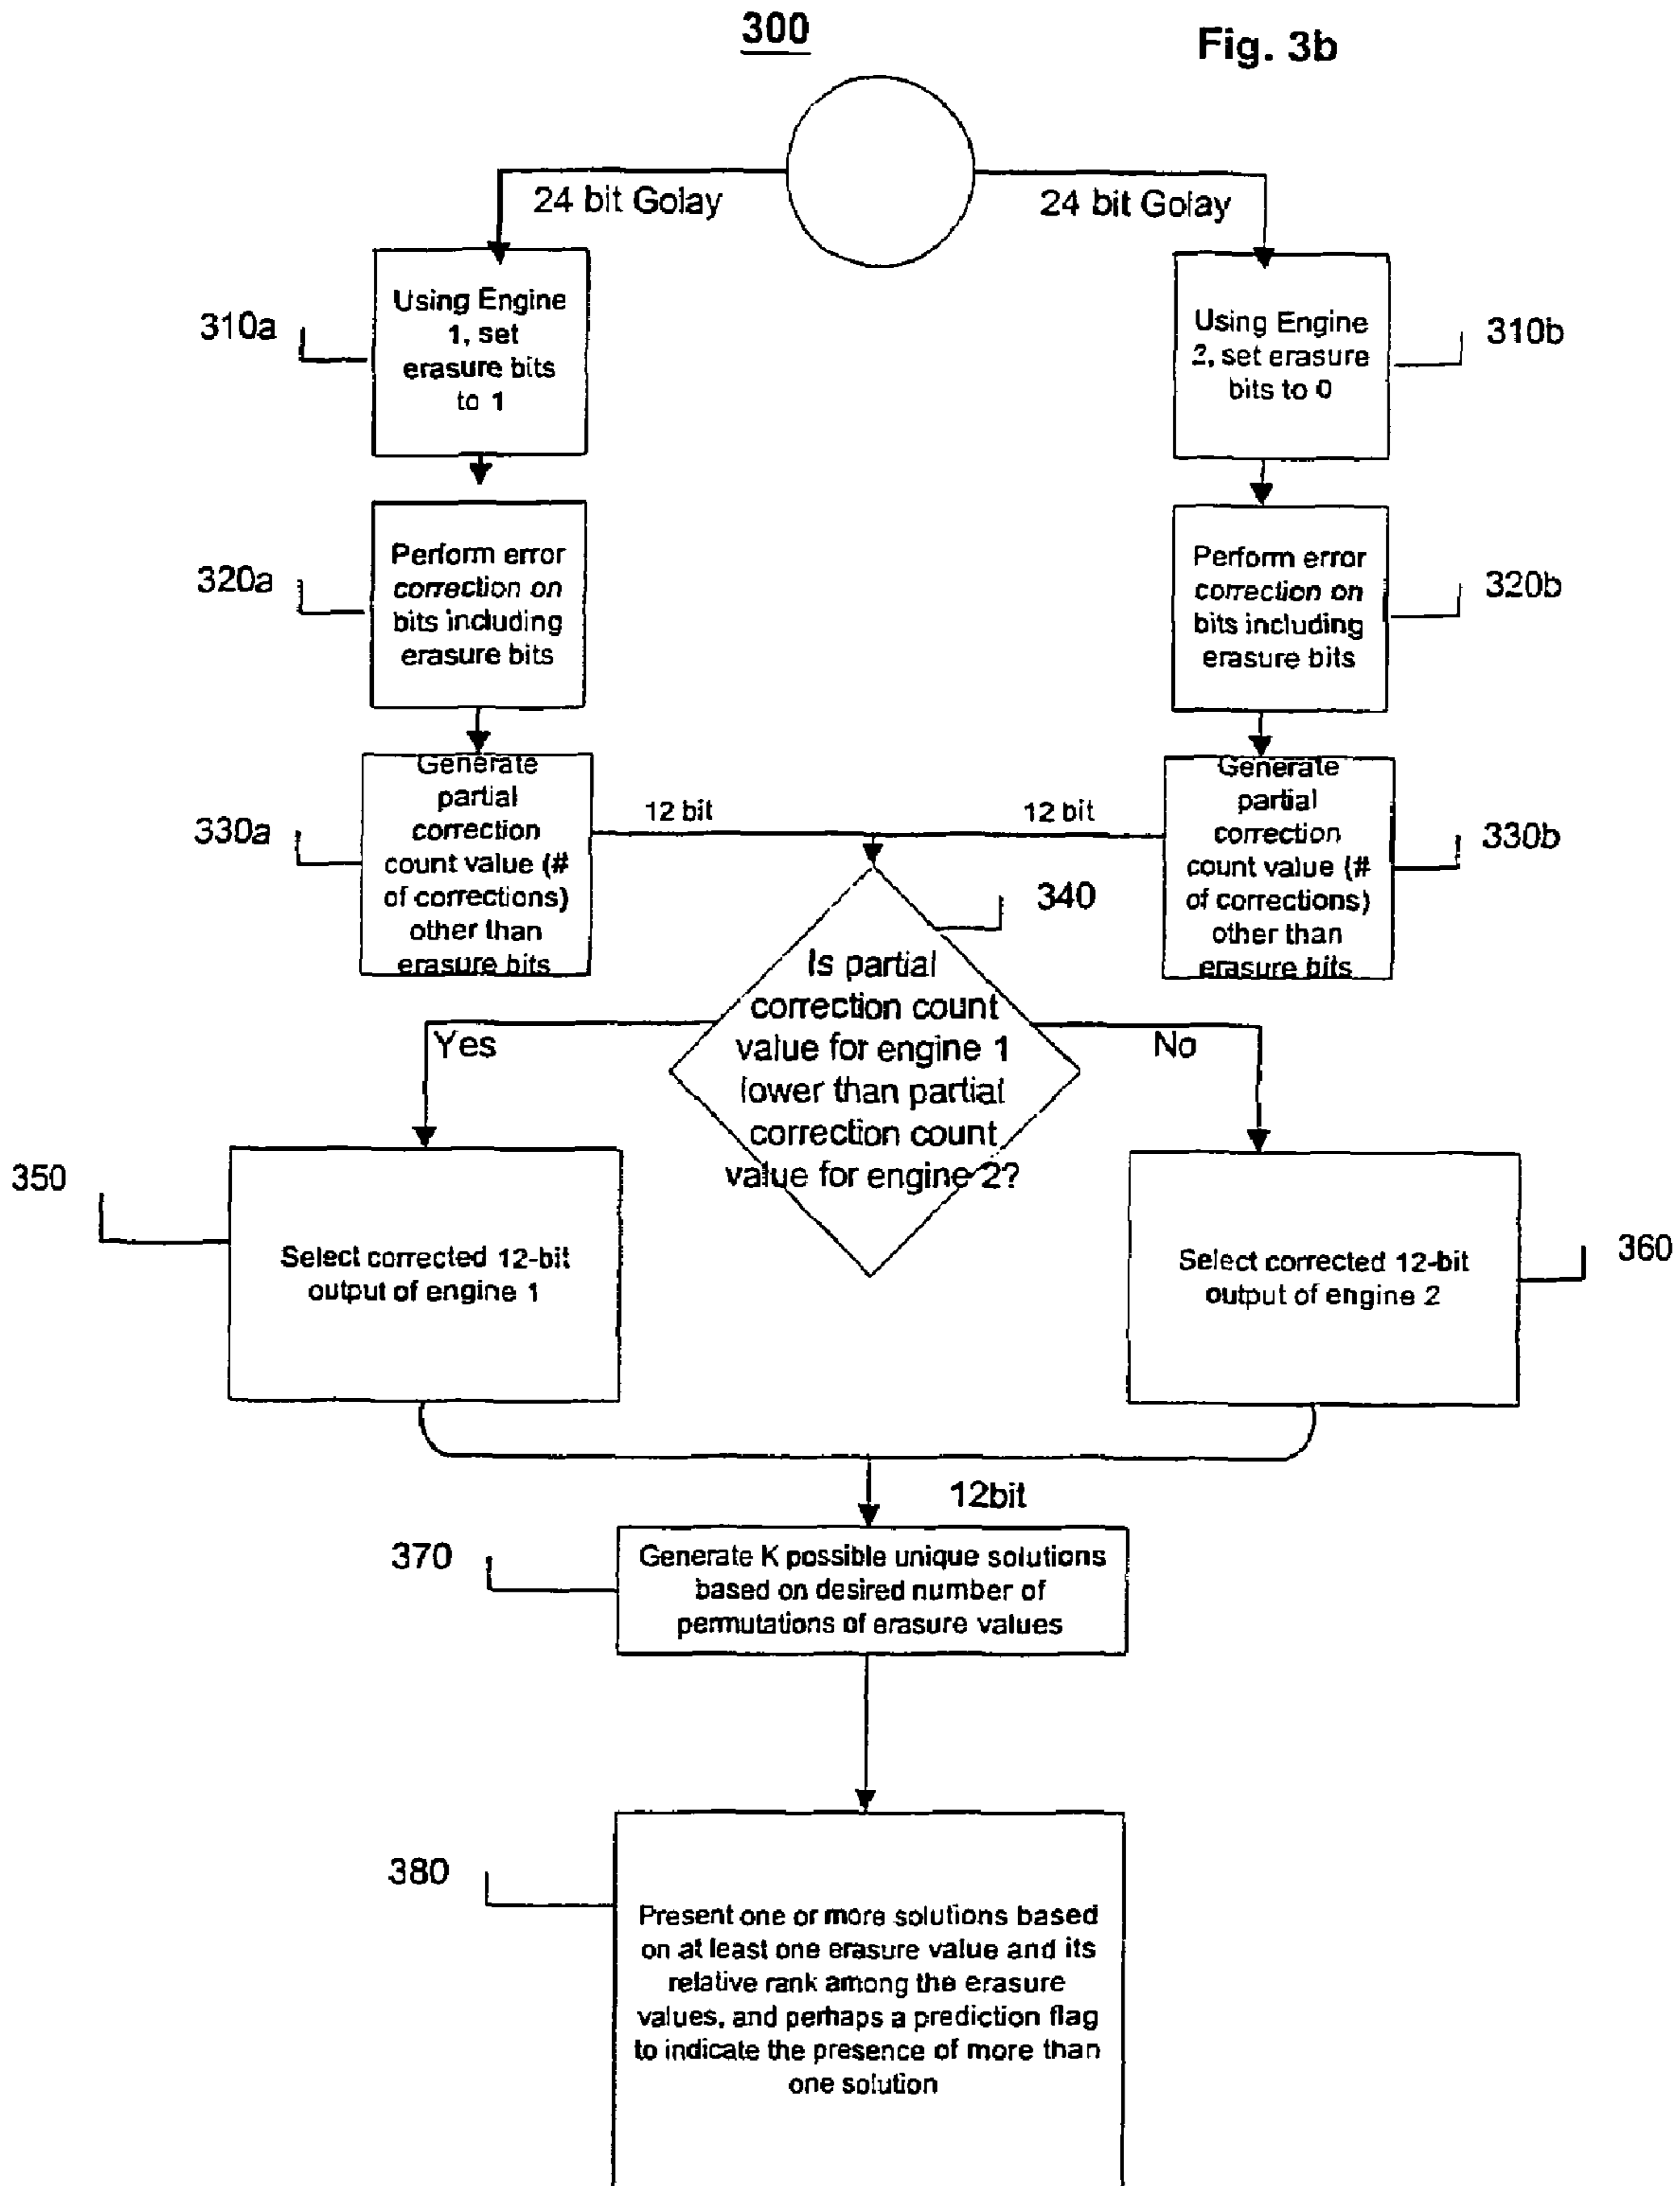 300
Fig. 3b
24 bit Golay
24 bit Golay
310a
Using Engine
1, set
erasure bits
to 1
Using Engine
2, set erasure
bits to 0
310b
320a
Perform error
correction on
bits including
erasure bits
Perform error
correction on
bits including
erasure bits
320b
330a
Generate
partial
correction
count value (#
of corrections)
other than
erasure bits
12 bit
12 bit
Generate
partial
correction
count value (#
of corrections)
other than
erasure bits
330b
340
Is partial
correction count
value for engine 1
lower than partial
correction count
value for engine 2?
Yes
No
350
Select corrected 12-bit
output of engine 1
Select corrected 12-bit
output of engine 2
360
12bit
370
Generate K possible unique solutions
based on desired number of
permutations of erasure values
380
Present one or more solutions based
on at least one erasure value and its
relative rank among the erasure
values, and perhaps a prediction flag
to indicate the presence of more than
one solution